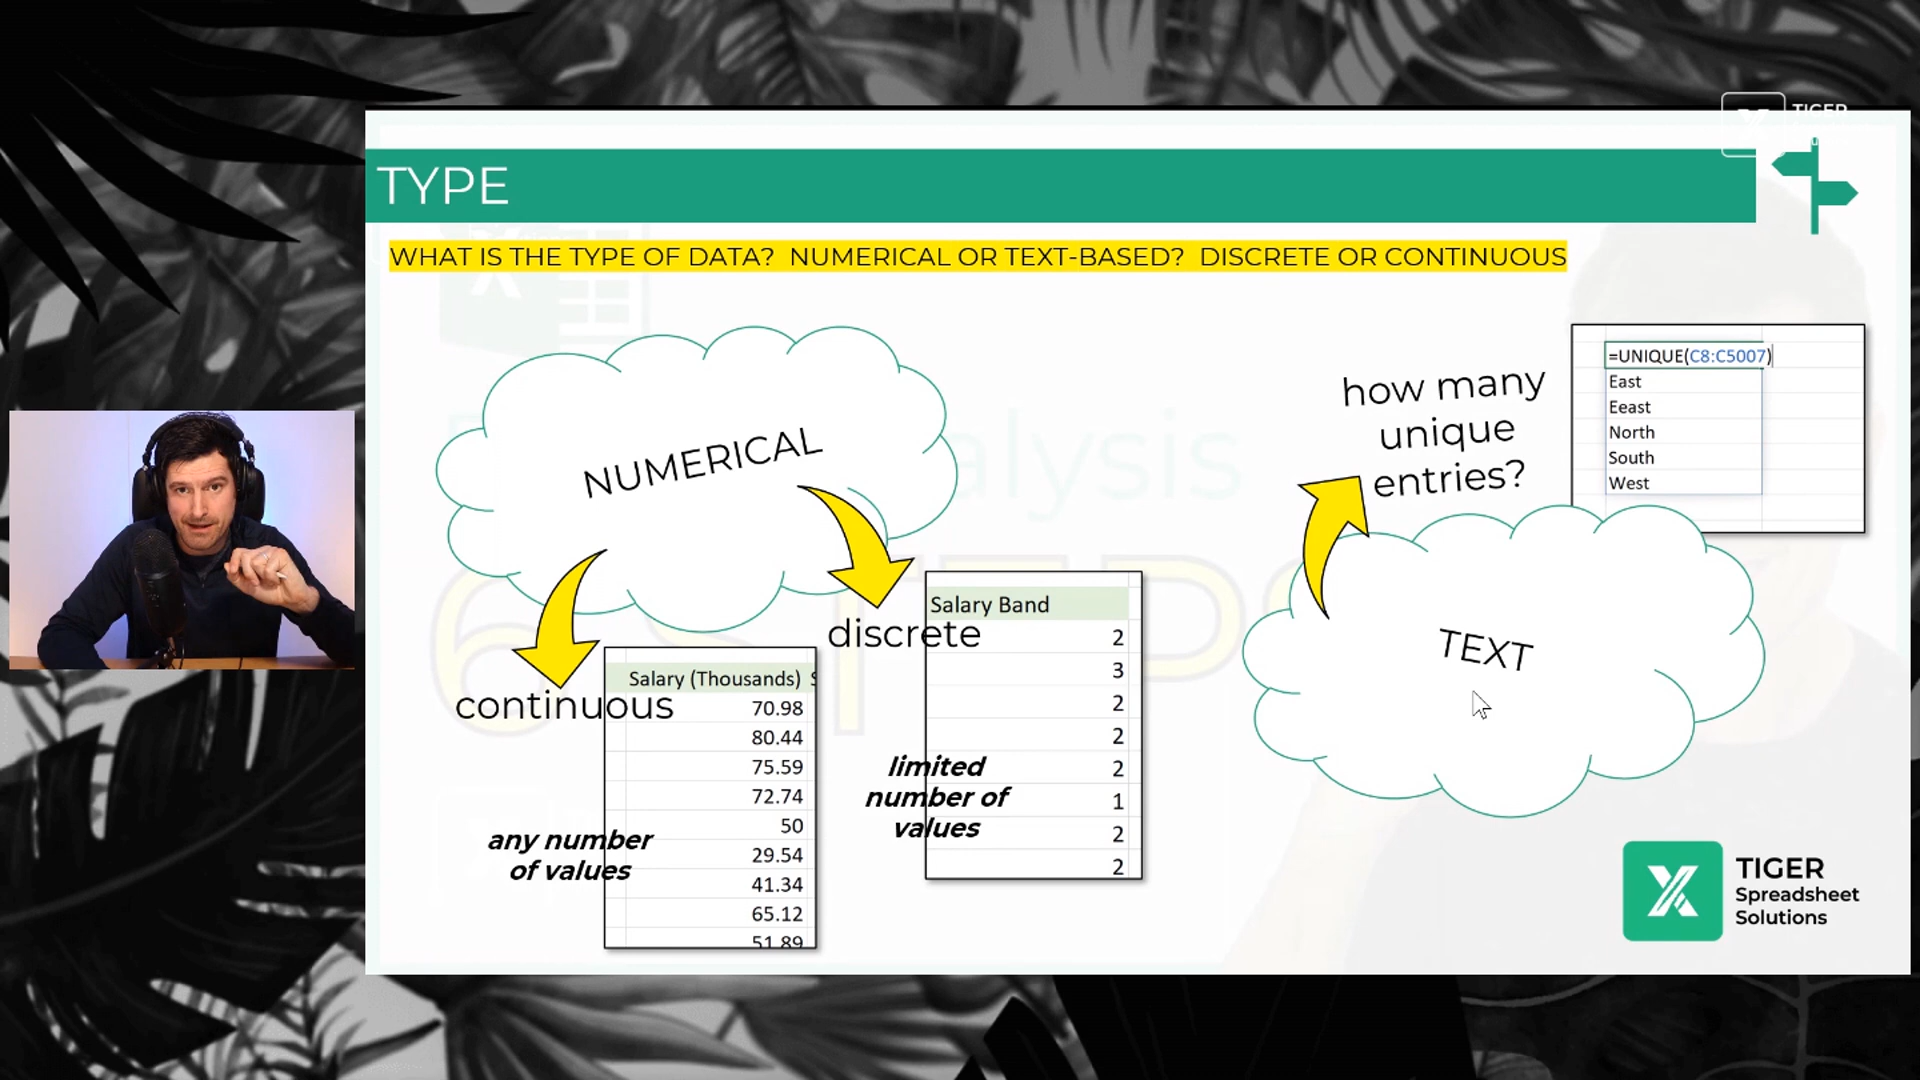 TIGER
TYPE
WHAT IS THE TYPE OF DATA? NUMERICAL OR TEXT-BASED? DISCRETE OR CONTINUOUS
NUMERICAL
continuous
any number
of values
Salary (Thousands) S
70.98
80.44
75.59
72.74
50
29.54
41.34
65.12
51.89
discrete
limited
number of
values
Salary Band
2
3
2
2
2
1
2
2
how many
unique
entries?
=UNIQUE(C8:C5007)
East
Eeast
North
South
West
TEXT
TIGER
Spreadsheet
Solutions